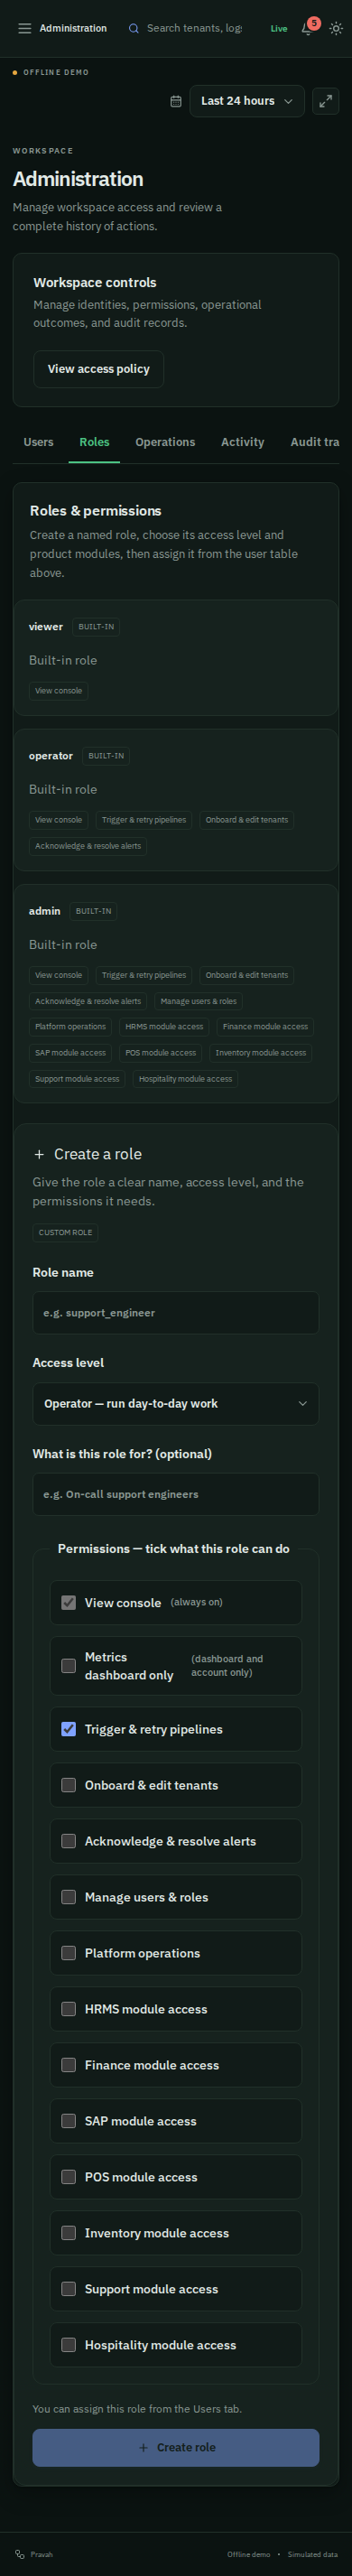 Administration
Search tenants, log
Live
5
OFFLINE DEMO
Last 24 hours
WORKSPACE
Administration
Manage workspace access and review a
complete history of actions.
Workspace controls
Manage identities, permissions, operational
outcomes, and audit records.
View access policy
Users
Roles
Operations
Activity
Audit tra
Roles & permissions
Create a named role, choose its access level and
product modules, then assign it from the user table
above.
viewer BUILT-IN
Built-in role
View console
operator BUILT-IN
Built-in role
View console Trigger & retry pipelines Onboard & edit tenants
Acknowledge & resolve alerts
admin BUILT-IN
Built-in role
View console Trigger & retry pipelines Onboard & edit tenants
Acknowledge & resolve alerts Manage users & roles
Platform operations HRMS module access Finance module access
SAP module access POS module access Inventory module access
Support module access Hospitality module access
+ Create a role
Give the role a clear name, access level, and the
permissions it needs.
CUSTOM ROLE
Role name
e.g. support_engineer
Access level
Operator — run day-to-day work
What is this role for? (optional)
e.g. On-call support engineers
Permissions — tick what this role can do
View console (always on)
Metrics
dashboard only
(dashboard and
account only)
Trigger & retry pipelines
Onboard & edit tenants
Acknowledge & resolve alerts
Manage users & roles
Platform operations
HRMS module access
Finance module access
SAP module access
POS module access
Inventory module access
Support module access
Hospitality module access
You can assign this role from the Users tab.
+ Create role
Pravah
Offline demo • Simulated data